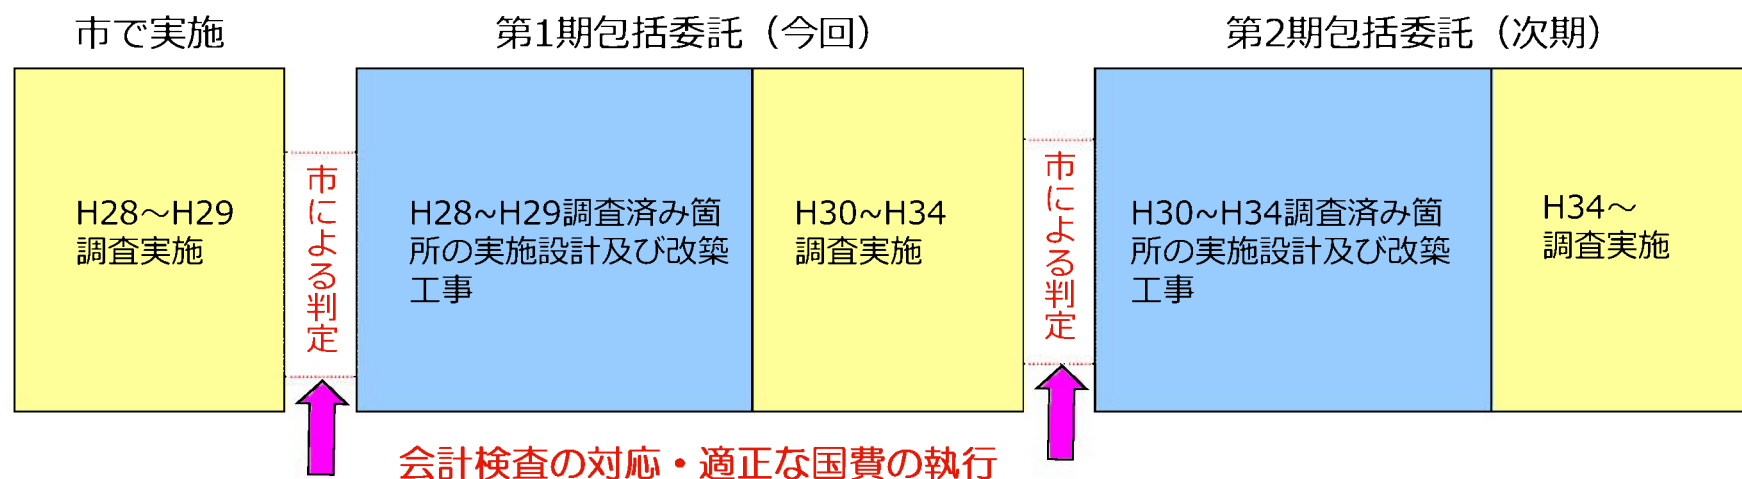 市で実施
第1期包括委託（今回）
第2期包括委託（次期）
H28～H29
調査実施
市による判定
H28~H29調査済み箇
所の実施設計及び改築
工事
H30~H34
調査実施
市による判定
H30~H34調査済み箇
所の実施設計及び改築
工事
H34～
調査実施
会計検査の対応・適正な国費の執行